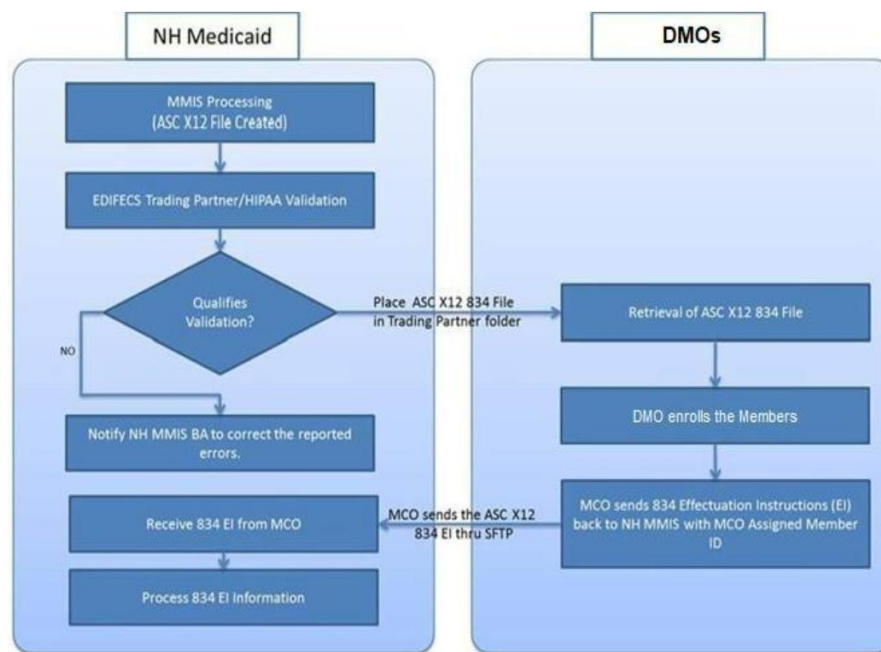 NH Medicaid
DMOs
MMIS Processing
(ASC X12 File Created)
EDIFECS Trading Partner/HIPAA Validation
Qualifies
Validation?
Place ASC X12 834 File
in Trading Partner folder
Retrieval of ASC X12 834 File
NO
DMO enrolls the Members
Notify NH MMIS BA to correct the reported
errors.
MCO sends 834 Effectuation Instructions (EI)
back to NH MMIS with MCO Assigned Member
ID
MCO sends the ASC X12
834 EI thru SFTP
Receive 834 EI from MCO
Process 834 EI Information